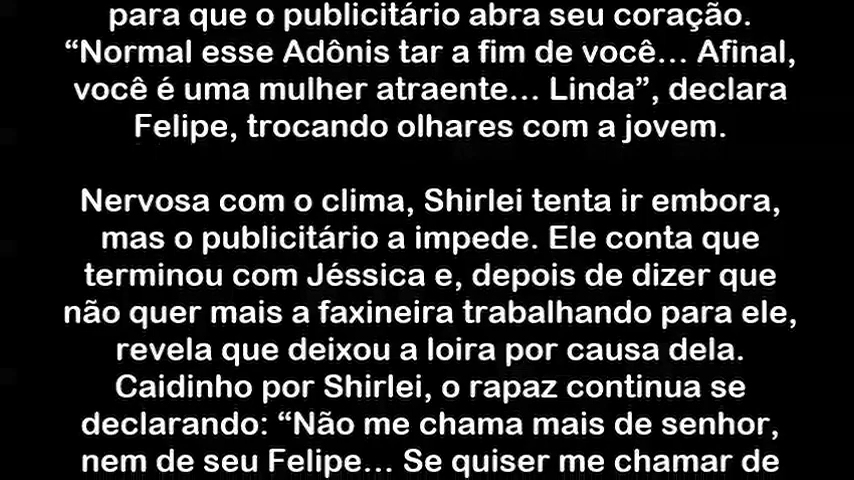 para que o publicitário abra seu coração.
“Normal esse Adônis tar a fim de você... Afinal,
você é uma mulher atraente... Linda”, declara
Felipe, trocando olhares com a jovem.
Nervosa com o clima, Shirlei tenta ir embora,
mas o publicitário a impede. Ele conta que
terminou com Jéssica e, depois de dizer que
não quer mais a faxineira trabalhando para ele,
revela que deixou a loira por causa dela.
Caidinho por Shirlei, o rapaz continua se
declarando: “Não me chama mais de senhor,
nem de seu Felipe... Se quiser me chamar de